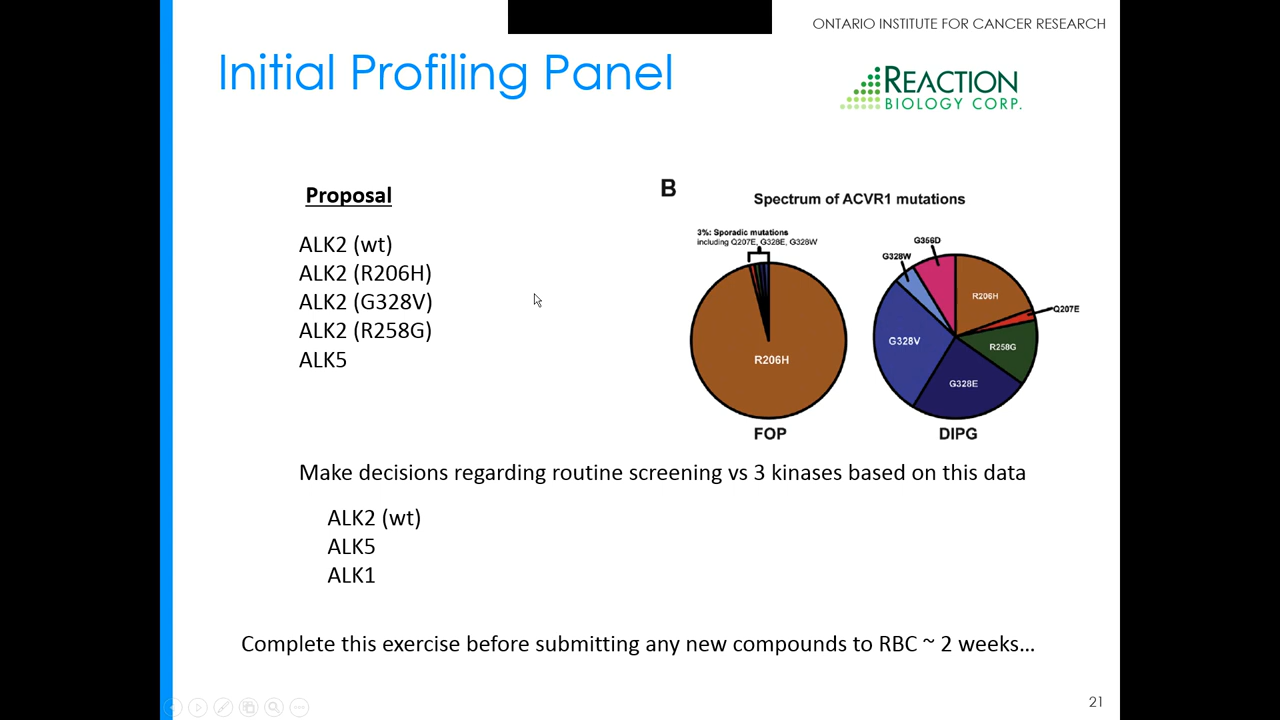 ONTARIO INSTITUTE FOR CANCER RESEARCH
Initial Profiling Panel
REACTION
BIOLOGY CORP.
Proposal
ALK2 (wt)
ALK2 (R206H)
ALK2 (G328V)
ALK2 (R258G)
ALK5
B
Spectrum of ACVR1 mutations
3%: Sporadic mutations
including Q207E, G328E, G328W
R206H
FOP
G356D
G328W
R206H
Q207E
G328V
R258G
G328E
DIPG
Make decisions regarding routine screening vs 3 kinases based on this data
ALK2 (wt)
ALK5
ALK1
Complete this exercise before submitting any new compounds to RBC ~ 2 weeks…
21